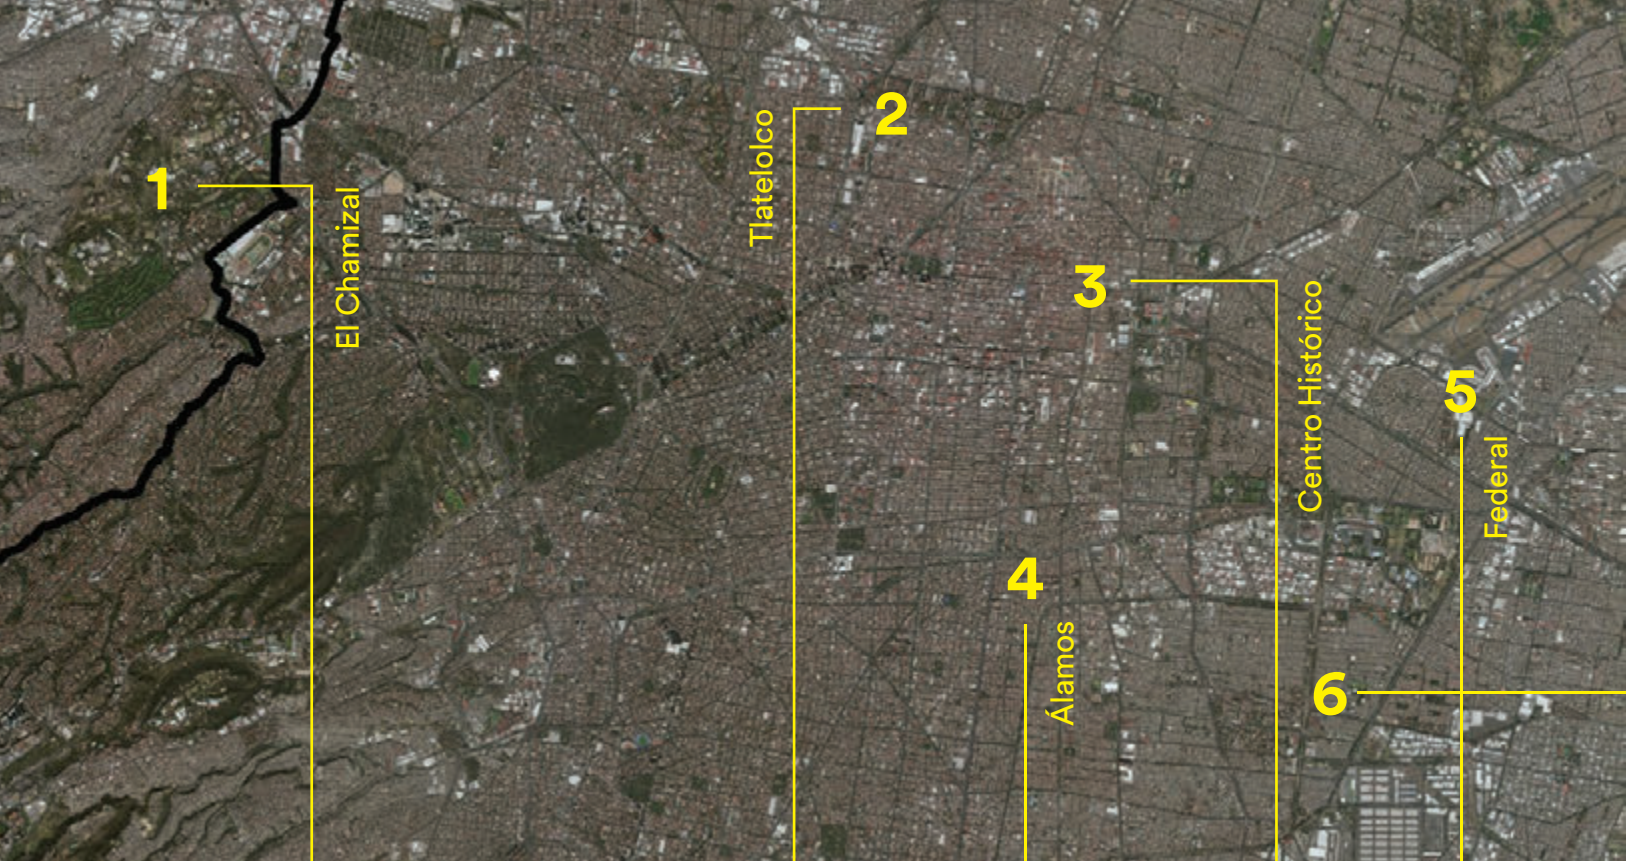 1
El Chamizal
2
Tlatelolco
3
Centro Histórico
4
Álamos
5
Federal
6